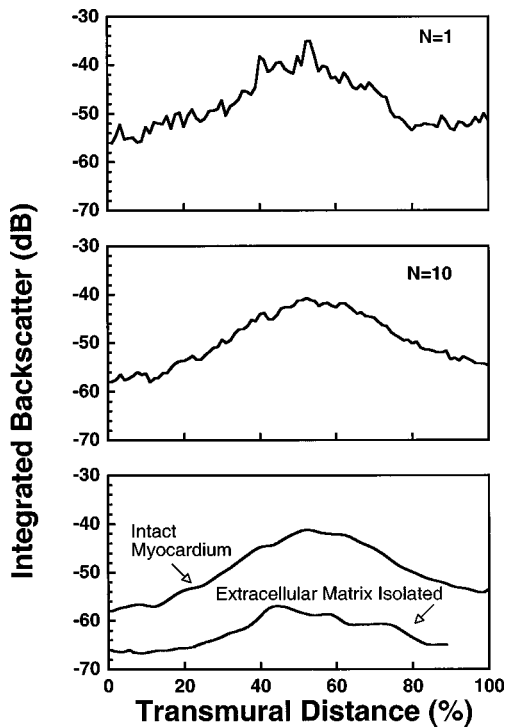 Integrated Backscatter (dB)
-30
-40
-50
-60
-70
N=1
-30
-40
-50
-60
-70
N=10
-30
-40
-50
-60
-70
Intact
Myocardium
Extracellular Matrix Isolated
0 20 40 60 80 100
Transmural Distance (%)